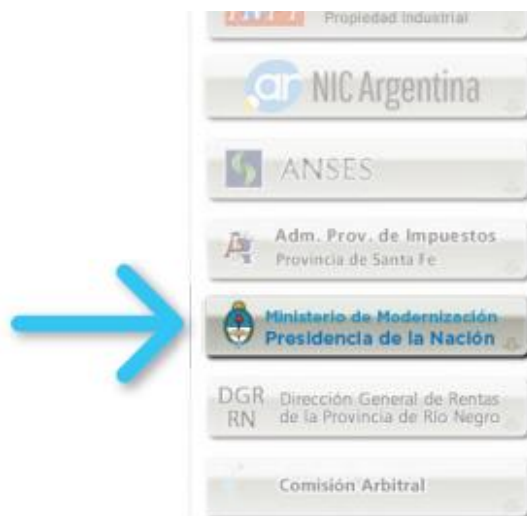 Propiedad Industrial
.ar NIC Argentina
ANSES
Adm. Prov. de Impuestos
Provincia de Santa Fe
Ministerio de Modernización
Presidencia de la Nación
DGR Dirección General de Rentas
RN de la Provincia de Río Negro
Comisión Arbitral